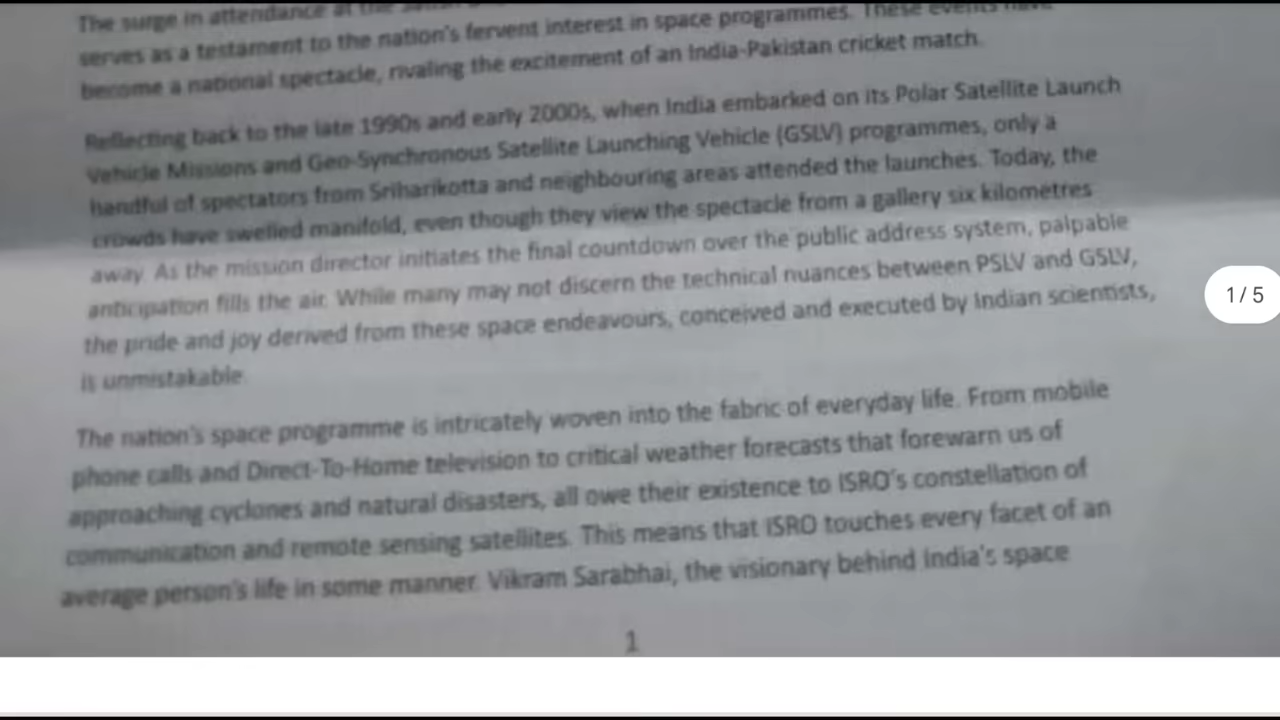 The surge in attendance at the
serves as a testament to the nation's fervent interest in space programmes. These events have
become a national spectacle, rivaling the excitement of an India-Pakistan cricket match.
Reflecting back to the late 1990s and early 2000s, when India embarked on its Polar Satellite Launch
Vehicle Missions and Geo-Synchronous Satellite Launching Vehicle (GSLV) programmes, only a
handful of spectators from Sriharikotta and neighbouring areas attended the launches. Today, the
crowds have swelled manifold, even though they view the spectacle from a gallery six kilometres
away. As the mission director initiates the final countdown over the public address system, palpable
anticipation fills the air. While many may not discern the technical nuances between PSLV and GSLV,
the pride and joy derived from these space endeavours, conceived and executed by Indian scientists,
is unmistakable.
The nation's space programme is intricately woven into the fabric of everyday life. From mobile
phone calls and Direct-To-Home television to critical weather forecasts that forewarn us of
approaching cyclones and natural disasters, all owe their existence to ISRO's constellation of
communication and remote sensing satellites. This means that ISRO touches every facet of an
average person's life in some manner. Vikram Sarabhai, the visionary behind India's space
1
1/5